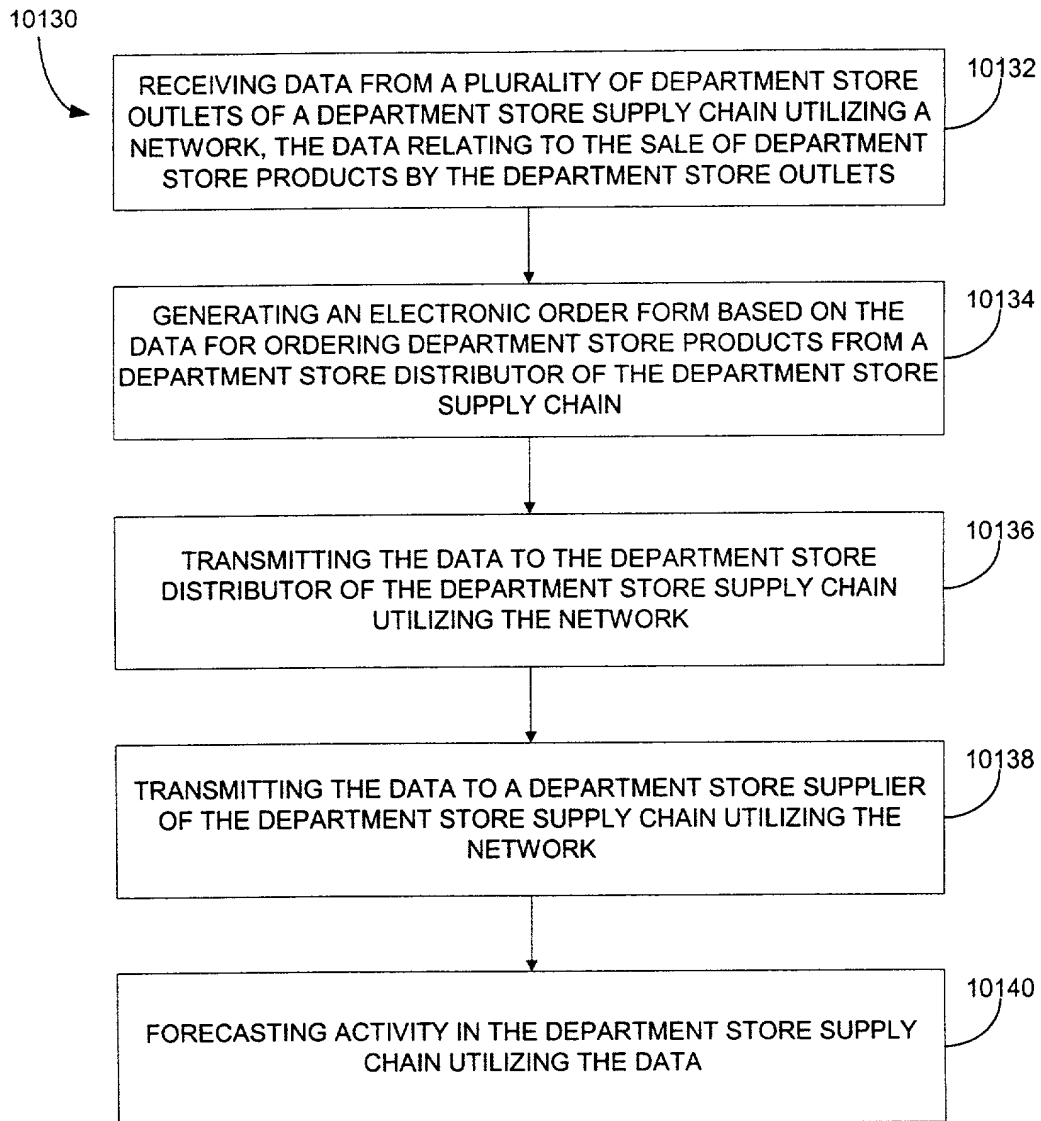 10130
10132
RECEIVING DATA FROM A PLURALITY OF DEPARTMENT STORE
OUTLETS OF A DEPARTMENT STORE SUPPLY CHAIN UTILIZING A
NETWORK, THE DATA RELATING TO THE SALE OF DEPARTMENT
STORE PRODUCTS BY THE DEPARTMENT STORE OUTLETS
10134
GENERATING AN ELECTRONIC ORDER FORM BASED ON THE
DATA FOR ORDERING DEPARTMENT STORE PRODUCTS FROM A
DEPARTMENT STORE DISTRIBUTOR OF THE DEPARTMENT STORE
SUPPLY CHAIN
10136
TRANSMITTING THE DATA TO THE DEPARTMENT STORE
DISTRIBUTOR OF THE DEPARTMENT STORE SUPPLY CHAIN
UTILIZING THE NETWORK
10138
TRANSMITTING THE DATA TO A DEPARTMENT STORE SUPPLIER
OF THE DEPARTMENT STORE SUPPLY CHAIN UTILIZING THE
NETWORK
10140
FORECASTING ACTIVITY IN THE DEPARTMENT STORE SUPPLY
CHAIN UTILIZING THE DATA